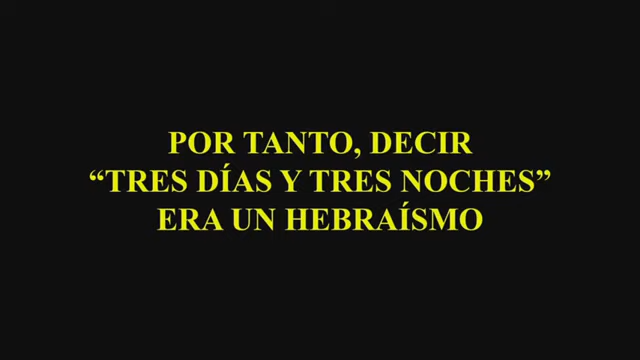 POR TANTO, DECIR
“TRES DÍAS Y TRES NOCHES”
ERA UN HEBRAÍSMO